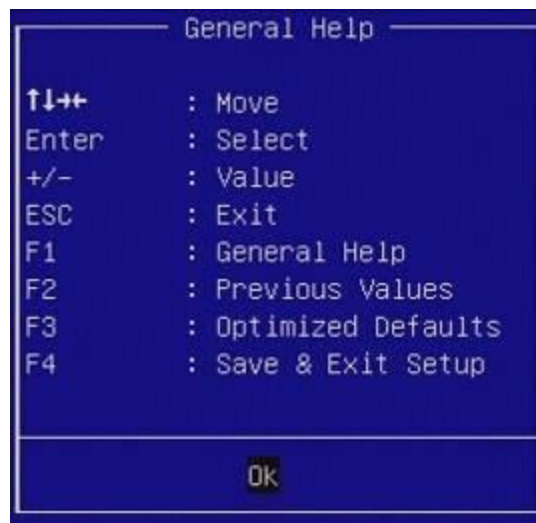 General Help
↑↓→← : Move
Enter : Select
+/- : Value
ESC : Exit
F1 : General Help
F2 : Previous Values
F3 : Optimized Defaults
F4 : Save & Exit Setup
Ok